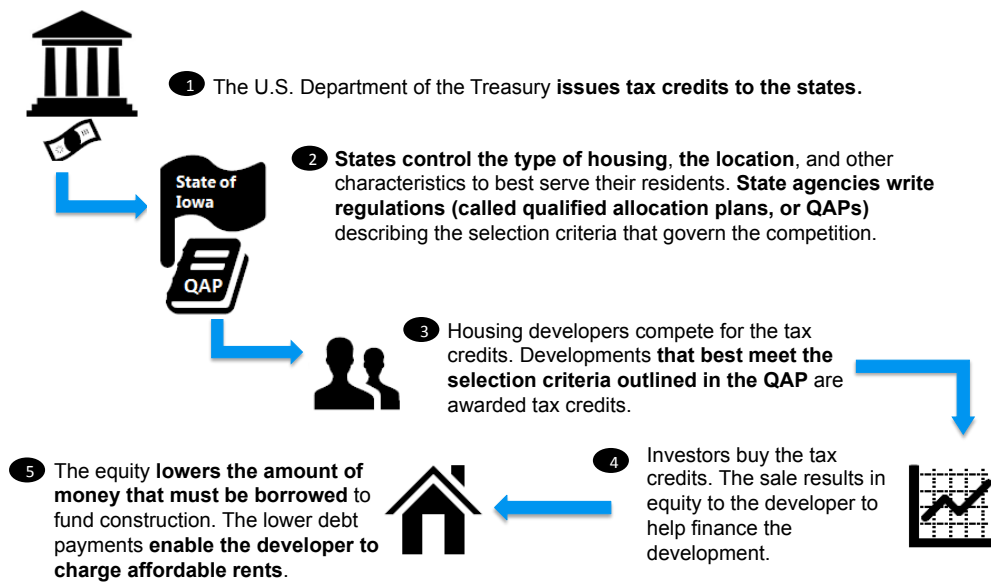 1 The U.S. Department of the Treasury issues tax credits to the states.
State of
Iowa
QAP
2 States control the type of housing, the location, and other
characteristics to best serve their residents. State agencies write
regulations (called qualified allocation plans, or QAPs)
describing the selection criteria that govern the competition.
3 Housing developers compete for the tax
credits. Developments that best meet the
selection criteria outlined in the QAP are
awarded tax credits.
4 Investors buy the tax
credits. The sale results in
equity to the developer to
help finance the
development.
5 The equity lowers the amount of
money that must be borrowed to
fund construction. The lower debt
payments enable the developer to
charge affordable rents.